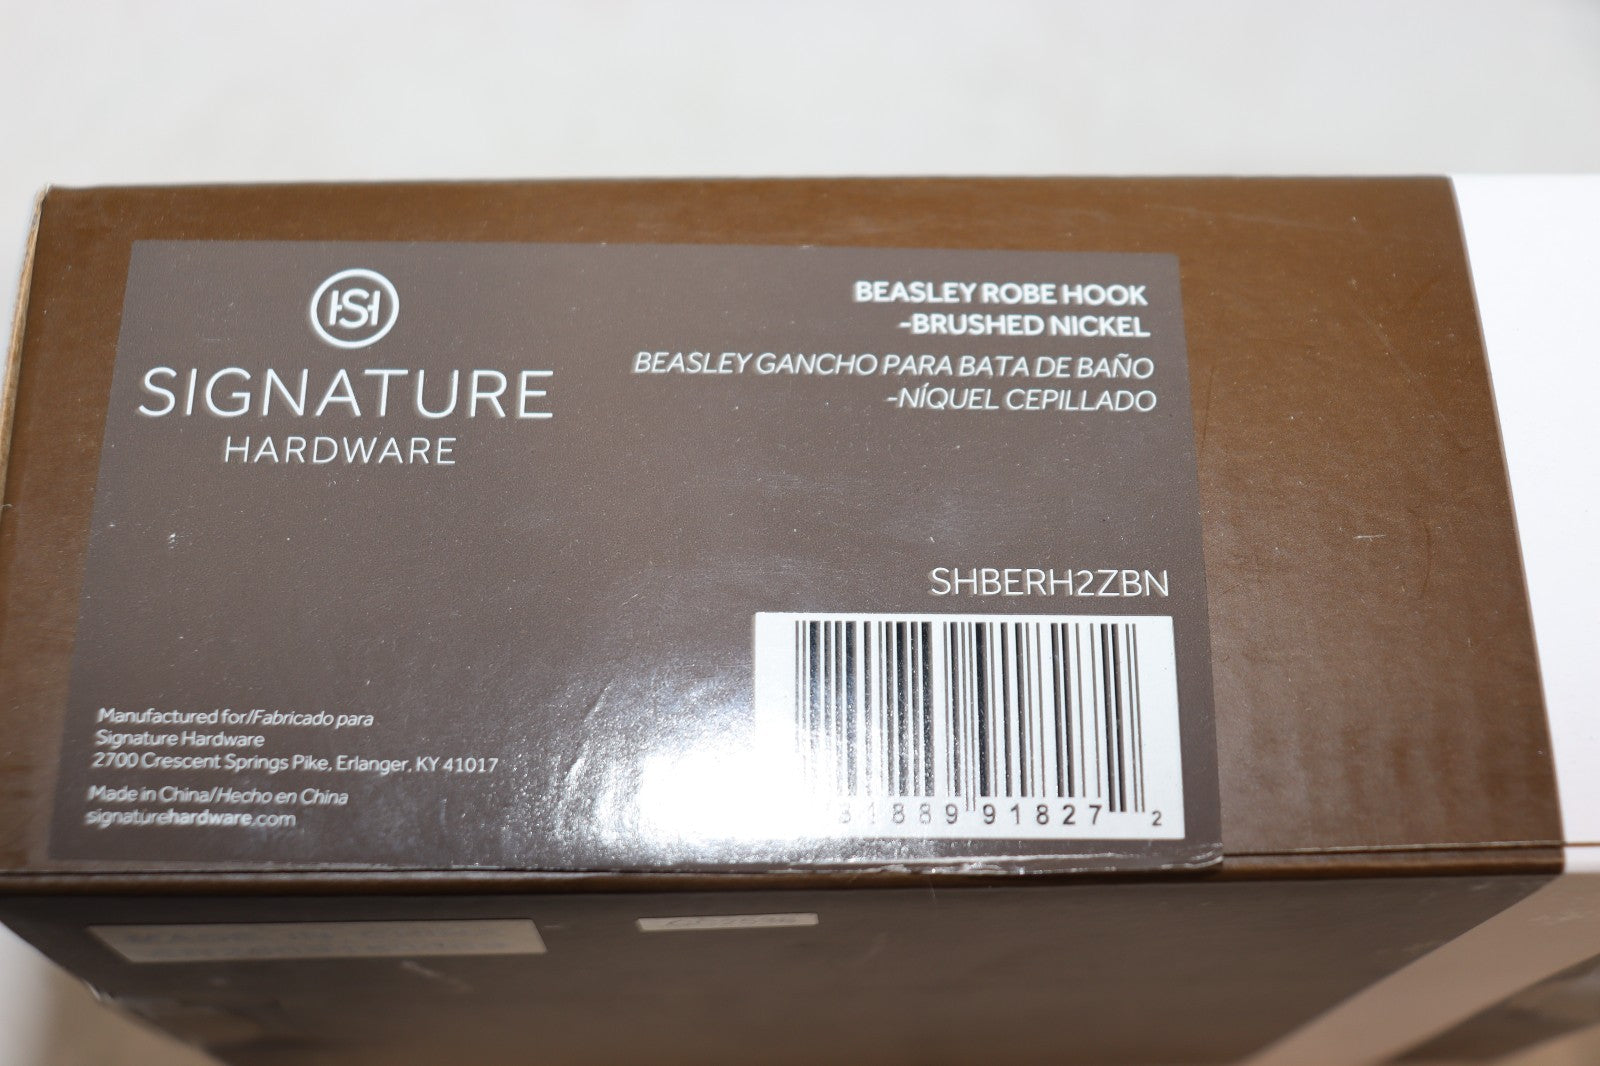 SIGNATURE
HARDWARE
BEASLEY ROBE HOOK
-BRUSHED NICKEL
BEASLEY GANCHO PARA BATA DE BAÑO
-NÍQUEL CEPILLADO
SHBERH2ZBN
81889 91827 2
Manufactured for/Fabricado para
Signature Hardware
2700 Crescent Springs Pike, Erlanger, KY 41017
Made in China/Hecho en China
signaturehardware.com